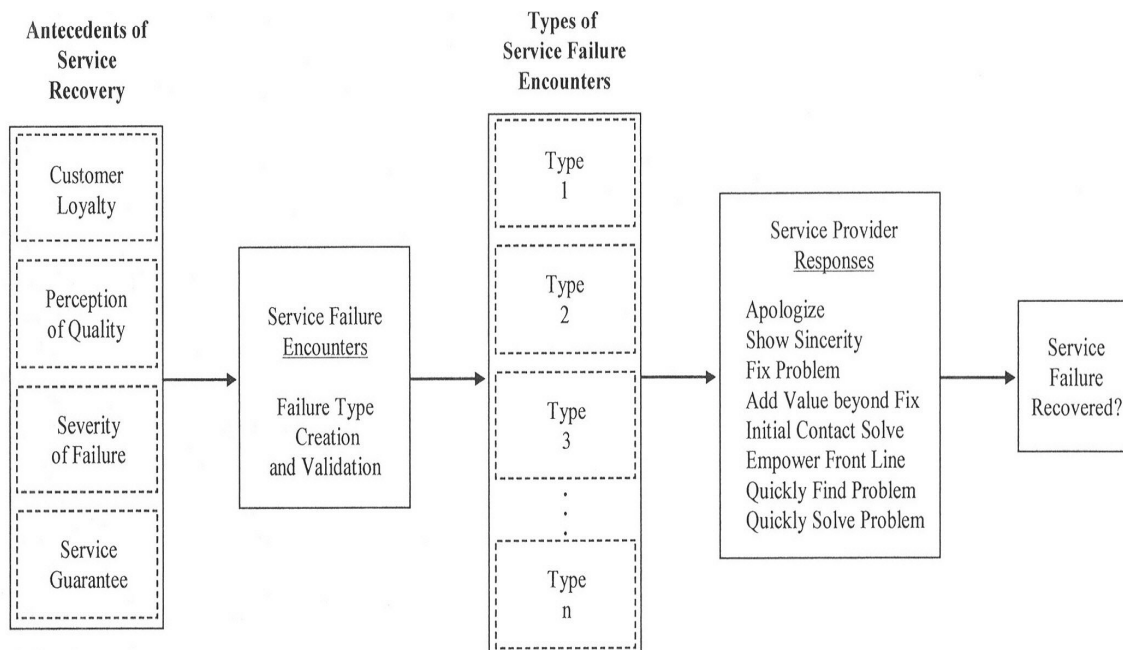 Antecedents of
Service
Recovery
Customer
Loyalty
Perception
of Quality
Severity
of Failure
Service
Guarantee
Service Failure
Encounters
Failure Type
Creation
and Validation
Types of
Service Failure
Encounters
Type
1
Type
2
Type
3
.
.
.
Type
n
Service Provider
Responses
Apologize
Show Sincerity
Fix Problem
Add Value beyond Fix
Initial Contact Solve
Empower Front Line
Quickly Find Problem
Quickly Solve Problem
Service
Failure
Recovered?